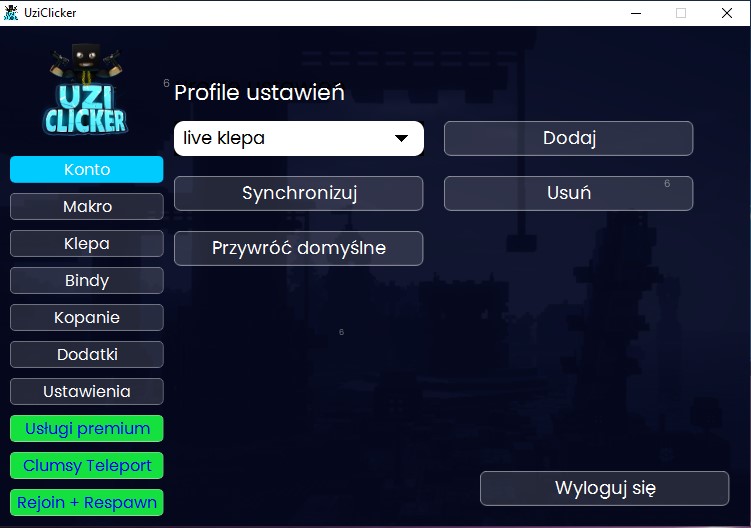 UziClicker
UZI
CLICKER
6
Profile ustawień
live klepa
Dodaj
Synchronizuj
Usuń
6
Przywróć domyślne
6
Konto
Makro
Klepa
Bindy
Kopanie
Dodatki
Ustawienia
Usługi premium
Clumsy Teleport
Rejoin + Respawn
Wyloguj się